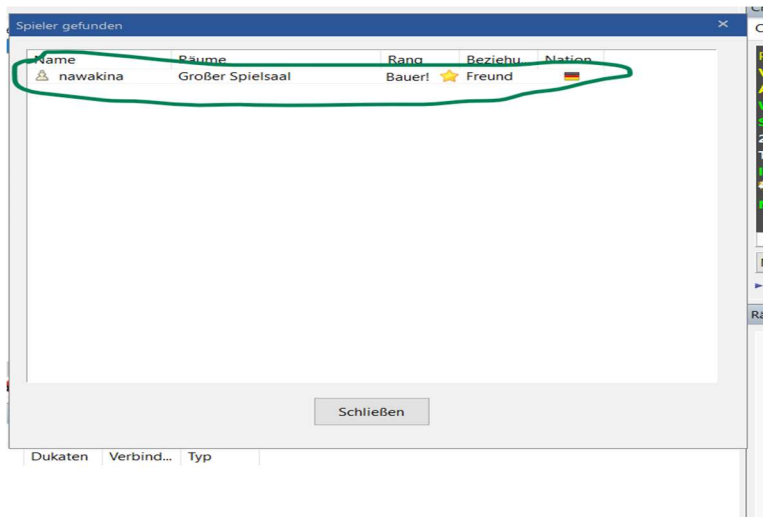 Spieler gefunden
Name Räume Rang Beziehu... Nation
nawakina Großer Spielsaal Bauer! Freund
Schließen
Dukaten Verbind... Typ